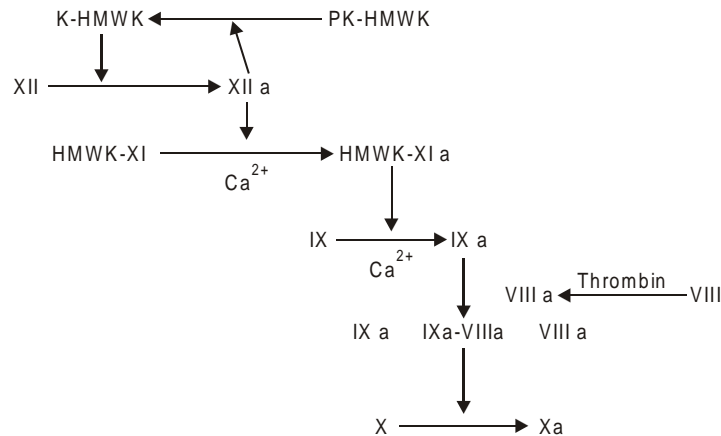 K-HMWK PK-HMWK
XII XII a
HMWK-XI HMWK-XI a
Ca2+
IX IX a
Ca2+
Thrombin
VIII a VIII
IX a IXa-VIIIa VIII a
X Xa